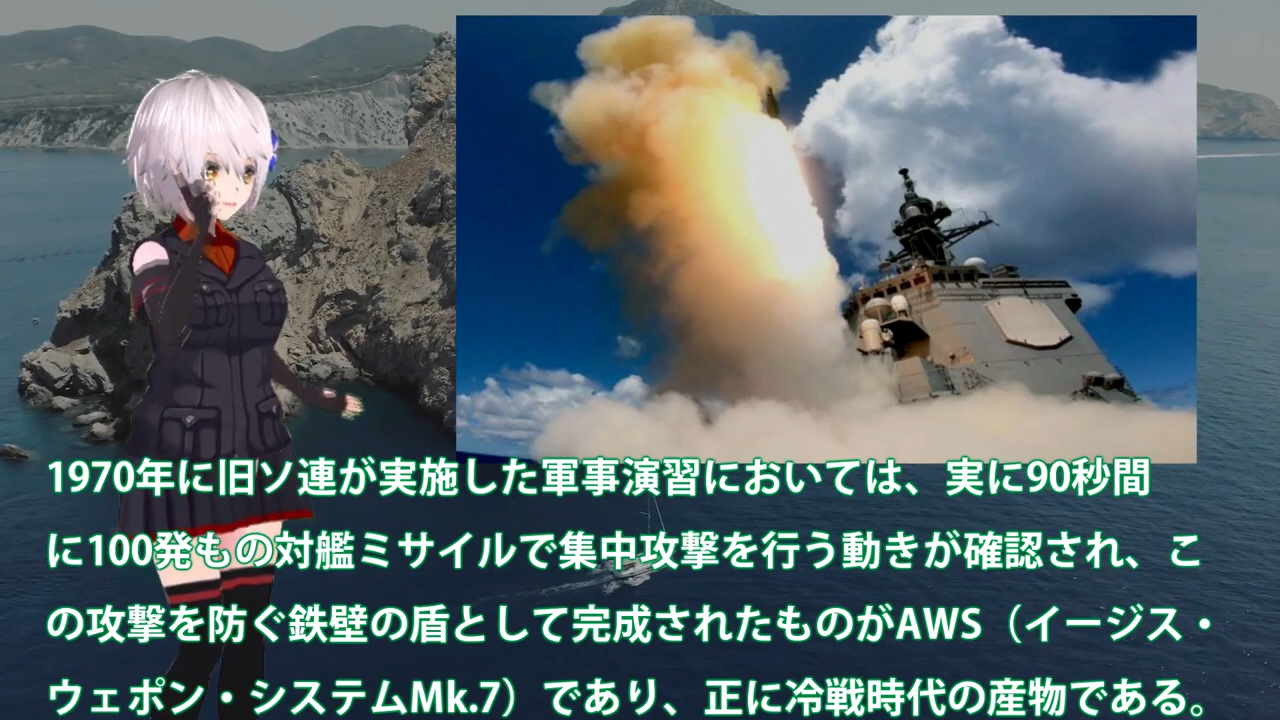 1970年に旧ソ連が実施した軍事演習においては、実に90秒間
に100発もの対艦ミサイルで集中攻撃を行う動きが確認され、こ
の攻撃を防ぐ鉄壁の盾として完成されたものがAWS（イージス・
ウェポン・システムMk.7）であり、正に冷戦時代の産物である。